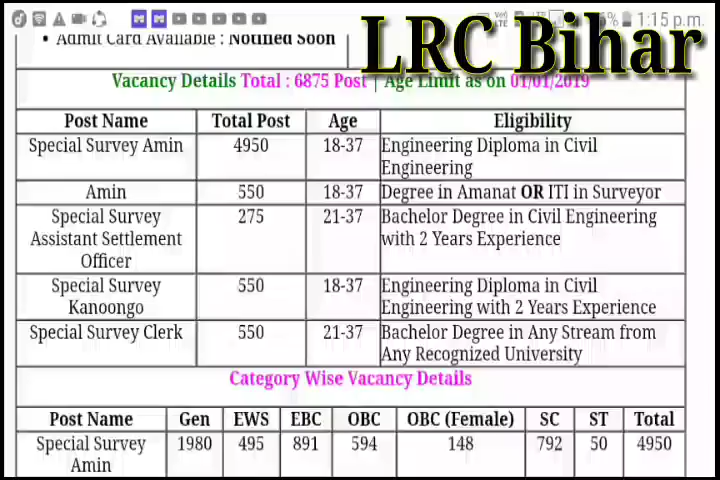 1:15 p.m.
LRC Bihar
• Admit Card Available : Notified Soon
Vacancy Details Total : 6875 Post | Age Limit as on 01/01/2019
Post Name Total Post Age Eligibility
Special Survey Amin 4950 18-37 Engineering Diploma in Civil
Engineering
Amin 550 18-37 Degree in Amanat OR ITI in Surveyor
Special Survey 275 21-37 Bachelor Degree in Civil Engineering
Assistant Settlement with 2 Years Experience
Officer
Special Survey 550 18-37 Engineering Diploma in Civil
Kanoongo Engineering with 2 Years Experience
Special Survey Clerk 550 21-37 Bachelor Degree in Any Stream from
Any Recognized University
Category Wise Vacancy Details
Post Name Gen EWS EBC OBC OBC (Female) SC ST Total
Special Survey 1980 495 891 594 148 792 50 4950
Amin